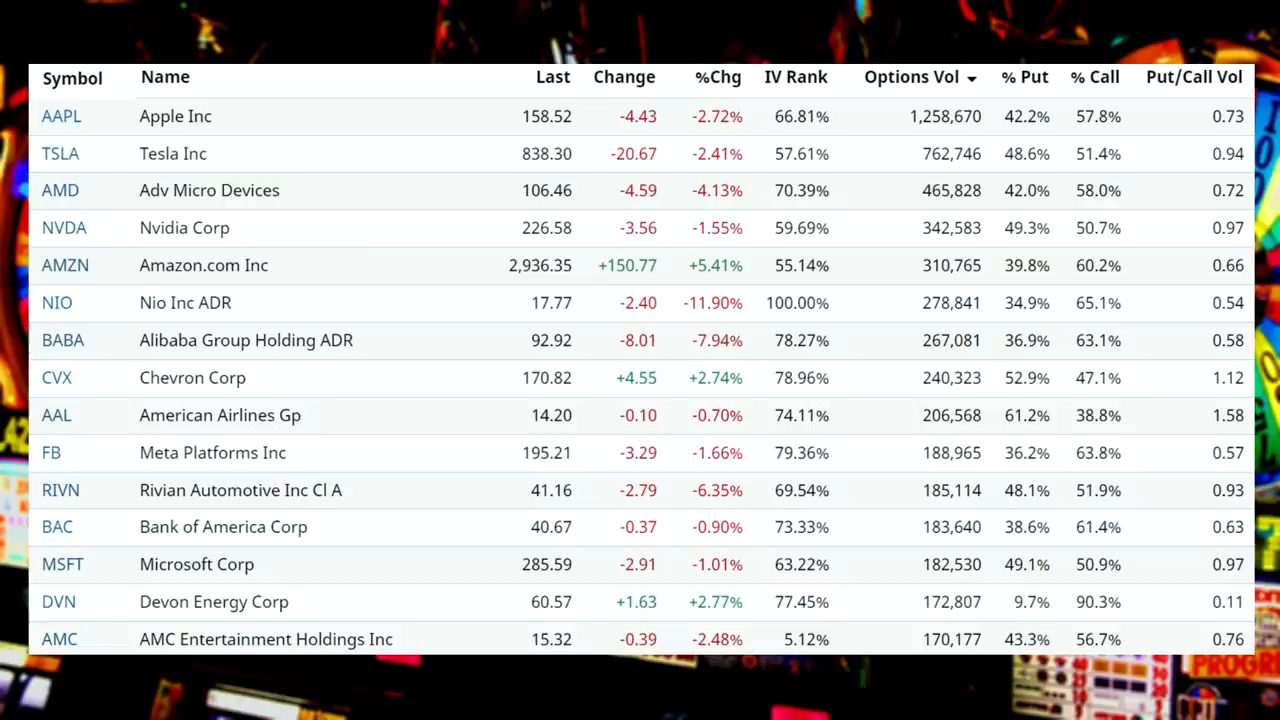 Symbol Name Last Change %Chg IV Rank Options Vol % Put % Call Put/Call Vol
AAPL Apple Inc 158.52 -4.43 -2.72% 66.81% 1,258,670 42.2% 57.8% 0.73
TSLA Tesla Inc 838.30 -20.67 -2.41% 57.61% 762,746 48.6% 51.4% 0.94
AMD Adv Micro Devices 106.46 -4.59 -4.13% 70.39% 465,828 42.0% 58.0% 0.72
NVDA Nvidia Corp 226.58 -3.56 -1.55% 59.69% 342,583 49.3% 50.7% 0.97
AMZN Amazon.com Inc 2,936.35 +150.77 +5.41% 55.14% 310,765 39.8% 60.2% 0.66
NIO Nio Inc ADR 17.77 -2.40 -11.90% 100.00% 278,841 34.9% 65.1% 0.54
BABA Alibaba Group Holding ADR 92.92 -8.01 -7.94% 78.27% 267,081 36.9% 63.1% 0.58
CVX Chevron Corp 170.82 +4.55 +2.74% 78.96% 240,323 52.9% 47.1% 1.12
AAL American Airlines Gp 14.20 -0.10 -0.70% 74.11% 206,568 61.2% 38.8% 1.58
FB Meta Platforms Inc 195.21 -3.29 -1.66% 79.36% 188,965 36.2% 63.8% 0.57
RIVN Rivian Automotive Inc Cl A 41.16 -2.79 -6.35% 69.54% 185,114 48.1% 51.9% 0.93
BAC Bank of America Corp 40.67 -0.37 -0.90% 73.33% 183,640 38.6% 61.4% 0.63
MSFT Microsoft Corp 285.59 -2.91 -1.01% 63.22% 182,530 49.1% 50.9% 0.97
DVN Devon Energy Corp 60.57 +1.63 +2.77% 77.45% 172,807 9.7% 90.3% 0.11
AMC AMC Entertainment Holdings Inc 15.32 -0.39 -2.48% 5.12% 170,177 43.3% 56.7% 0.76